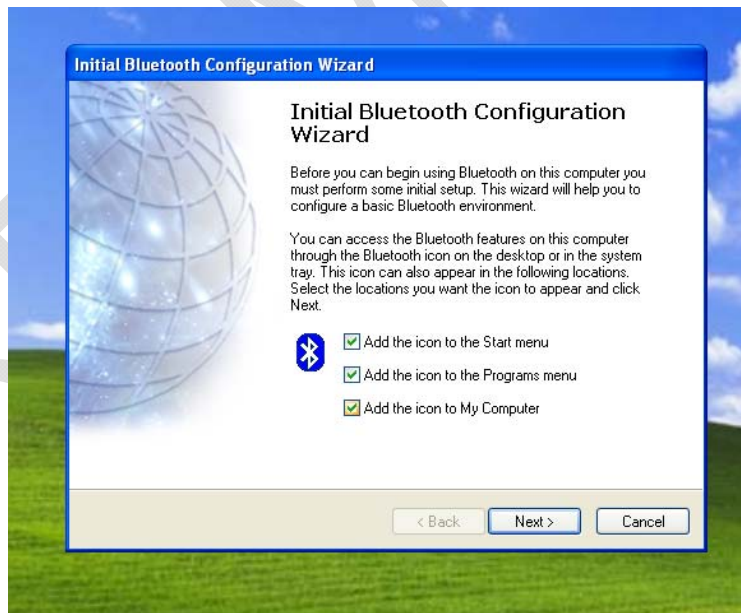 Initial Bluetooth Configuration Wizard
Initial Bluetooth Configuration
Wizard
Before you can begin using Bluetooth on this computer you
must perform some initial setup. This wizard will help you to
configure a basic Bluetooth environment.
You can access the Bluetooth features on this computer
through the Bluetooth icon on the desktop or in the system
tray. This icon can also appear in the following locations.
Select the locations you want the icon to appear and click
Next.
Add the icon to the Start menu
Add the icon to the Programs menu
Add the icon to My Computer
< Back
Next >
Cancel